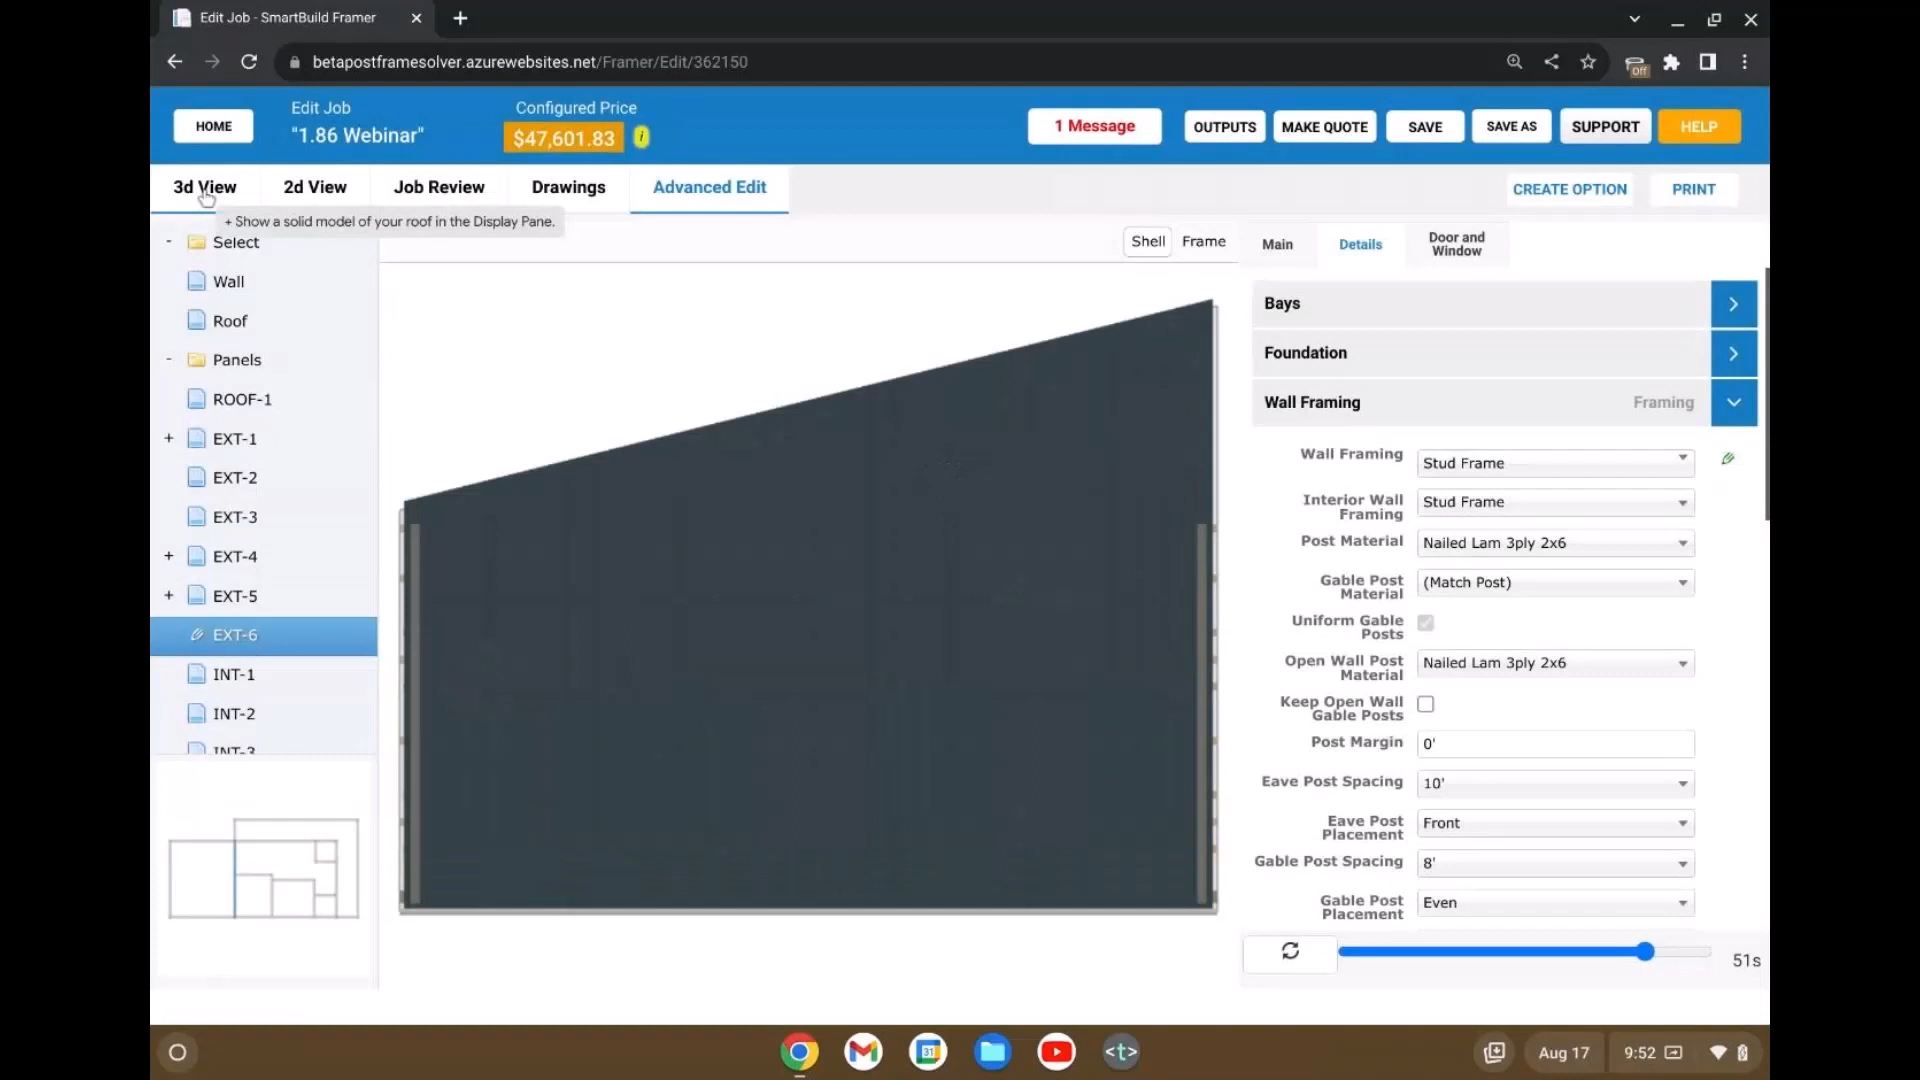 Edit Job - SmartBuild Framer
betapostframesolver.azurewebsites.net/Framer/Edit/362150
Off
HOME
Edit Job
"1.86 Webinar"
Configured Price
$47,601.83
i
1 Message
OUTPUTS
MAKE QUOTE
SAVE
SAVE AS
SUPPORT
HELP
3d View
2d View
Job Review
Drawings
Advanced Edit
CREATE OPTION
PRINT
+ Show a solid model of your roof in the Display Pane.
- Select
Wall
Roof
- Panels
ROOF-1
+ EXT-1
EXT-2
EXT-3
+ EXT-4
+ EXT-5
EXT-6
INT-1
INT-2
INT-3
Shell
Frame
Main
Details
Door and
Window
Bays
Foundation
Wall Framing
Framing
Wall Framing
Stud Frame
Interior Wall
Framing
Stud Frame
Post Material
Nailed Lam 3ply 2x6
Gable Post
Material
(Match Post)
Uniform Gable
Posts
Open Wall Post
Material
Nailed Lam 3ply 2x6
Keep Open Wall
Gable Posts
Post Margin
0'
Eave Post Spacing
10'
Eave Post
Placement
Front
Gable Post Spacing
8'
Gable Post
Placement
Even
51s
31
<t>
Aug 17
9:52